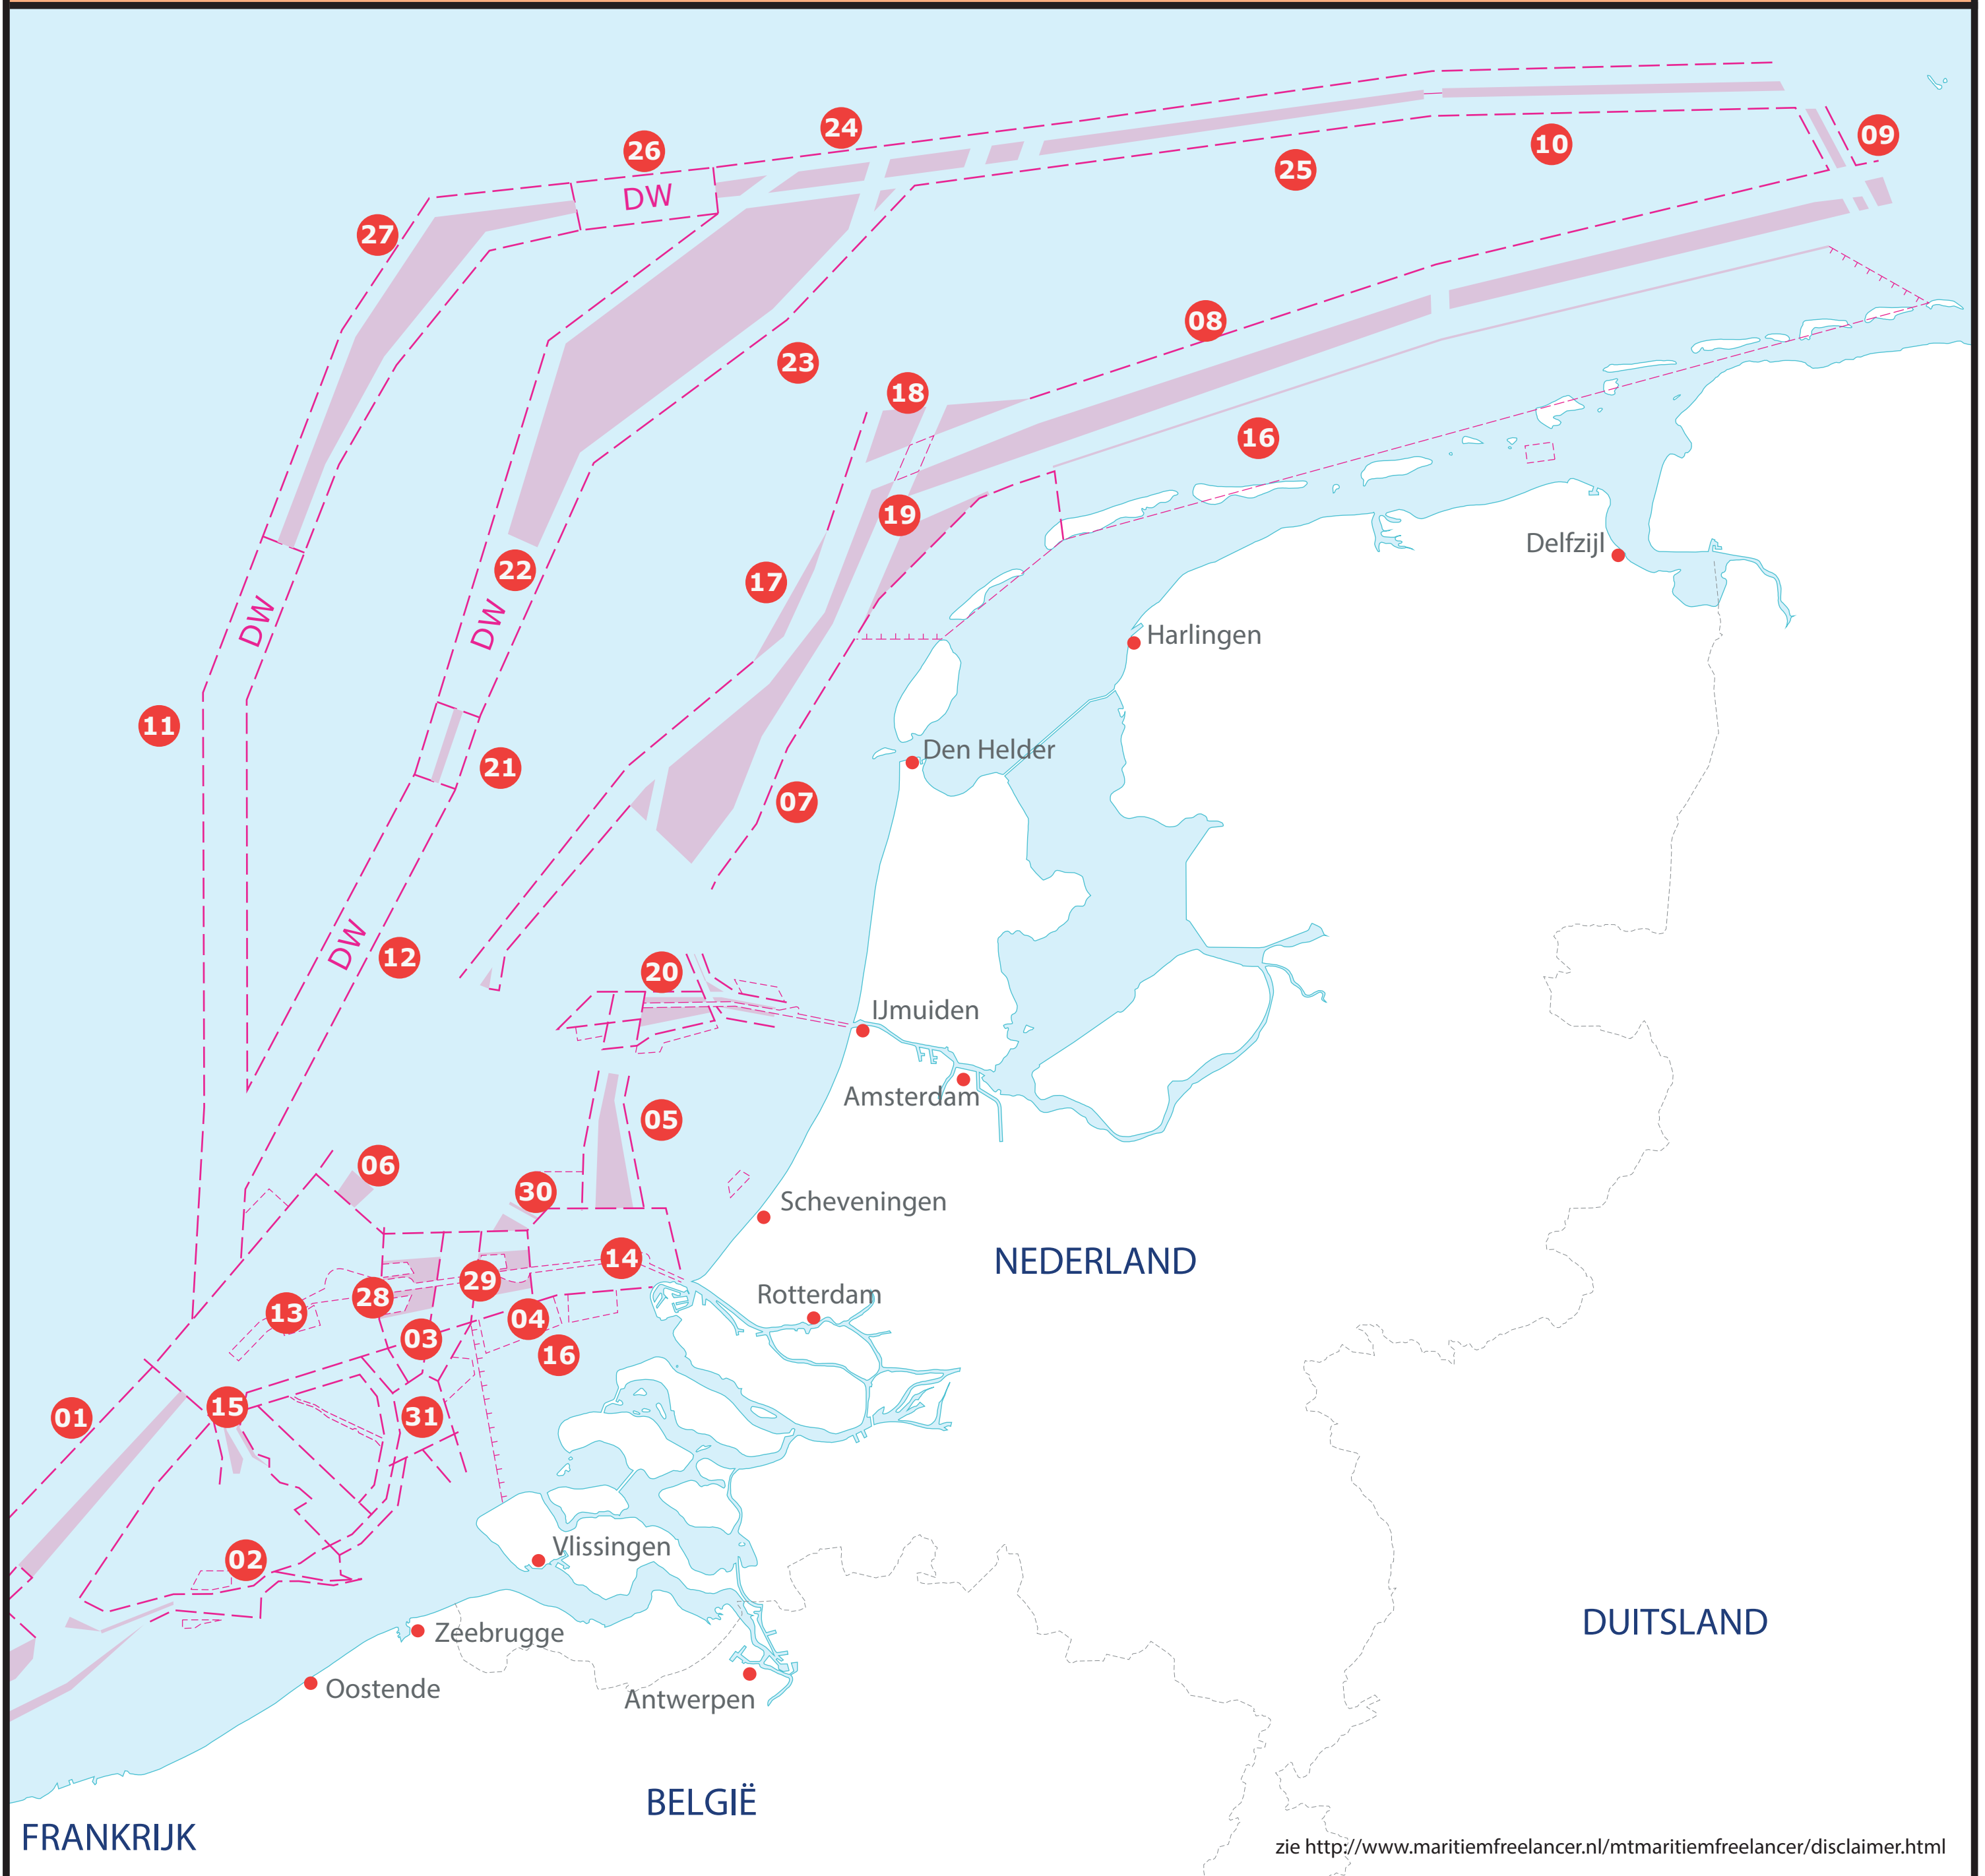 24
09
26
10
25
DW
27
08
23
18
16
19
Delfzijl
22
17
DW
DW
Harlingen
11
Den Helder
21
07
DW
12
20
IJmuiden
Amsterdam
05
06
30
Scheveningen
14
NEDERLAND
29
28
Rotterdam
13
04
03
16
15
01
31
Vlissingen
02
DUITSLAND
Zeebrugge
Oostende
Antwerpen
BELGIË
FRANKRIJK
zie http://www.maritiemfreelancer.nl/mtmaritiemfreelancer/disclaimer.html